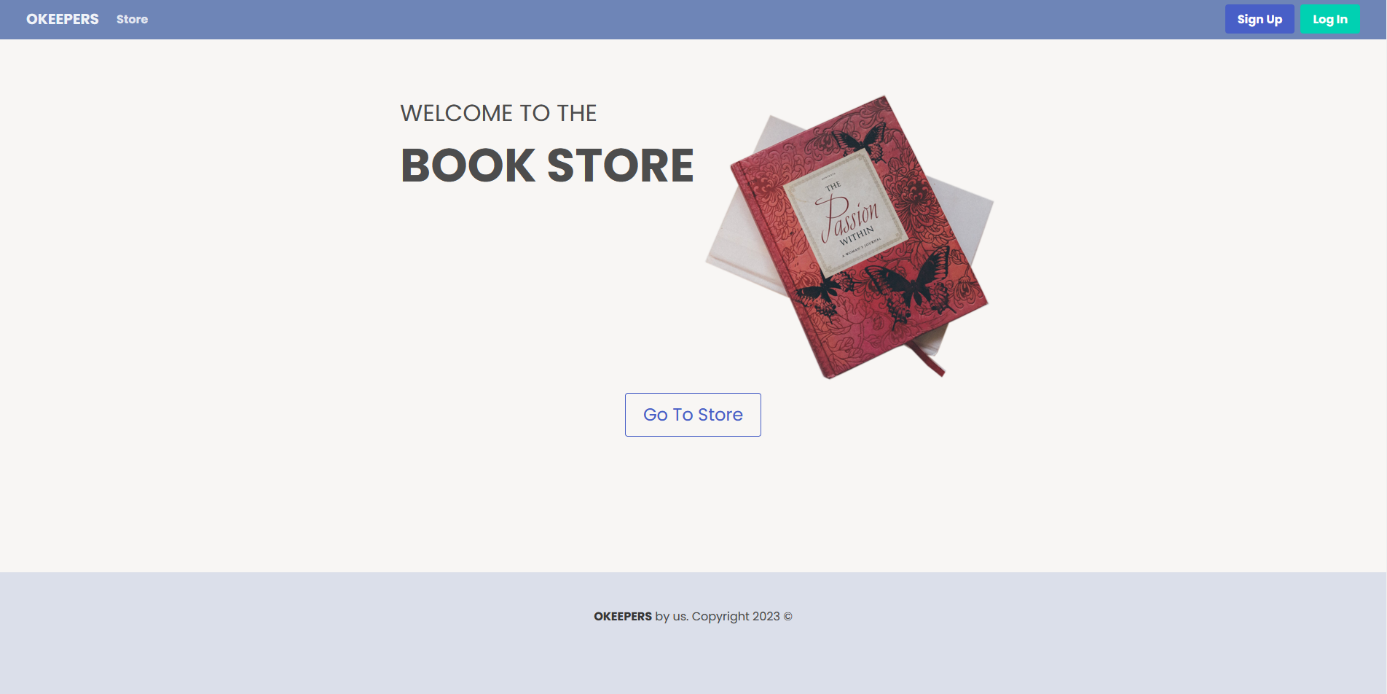 OKEEPERS Store Sign Up Log In
WELCOME TO THE
BOOK STORE
THE
Passion
WITHIN
A WOMAN'S JOURNAL
Go To Store
OKEEPERS by us. Copyright 2023 ©